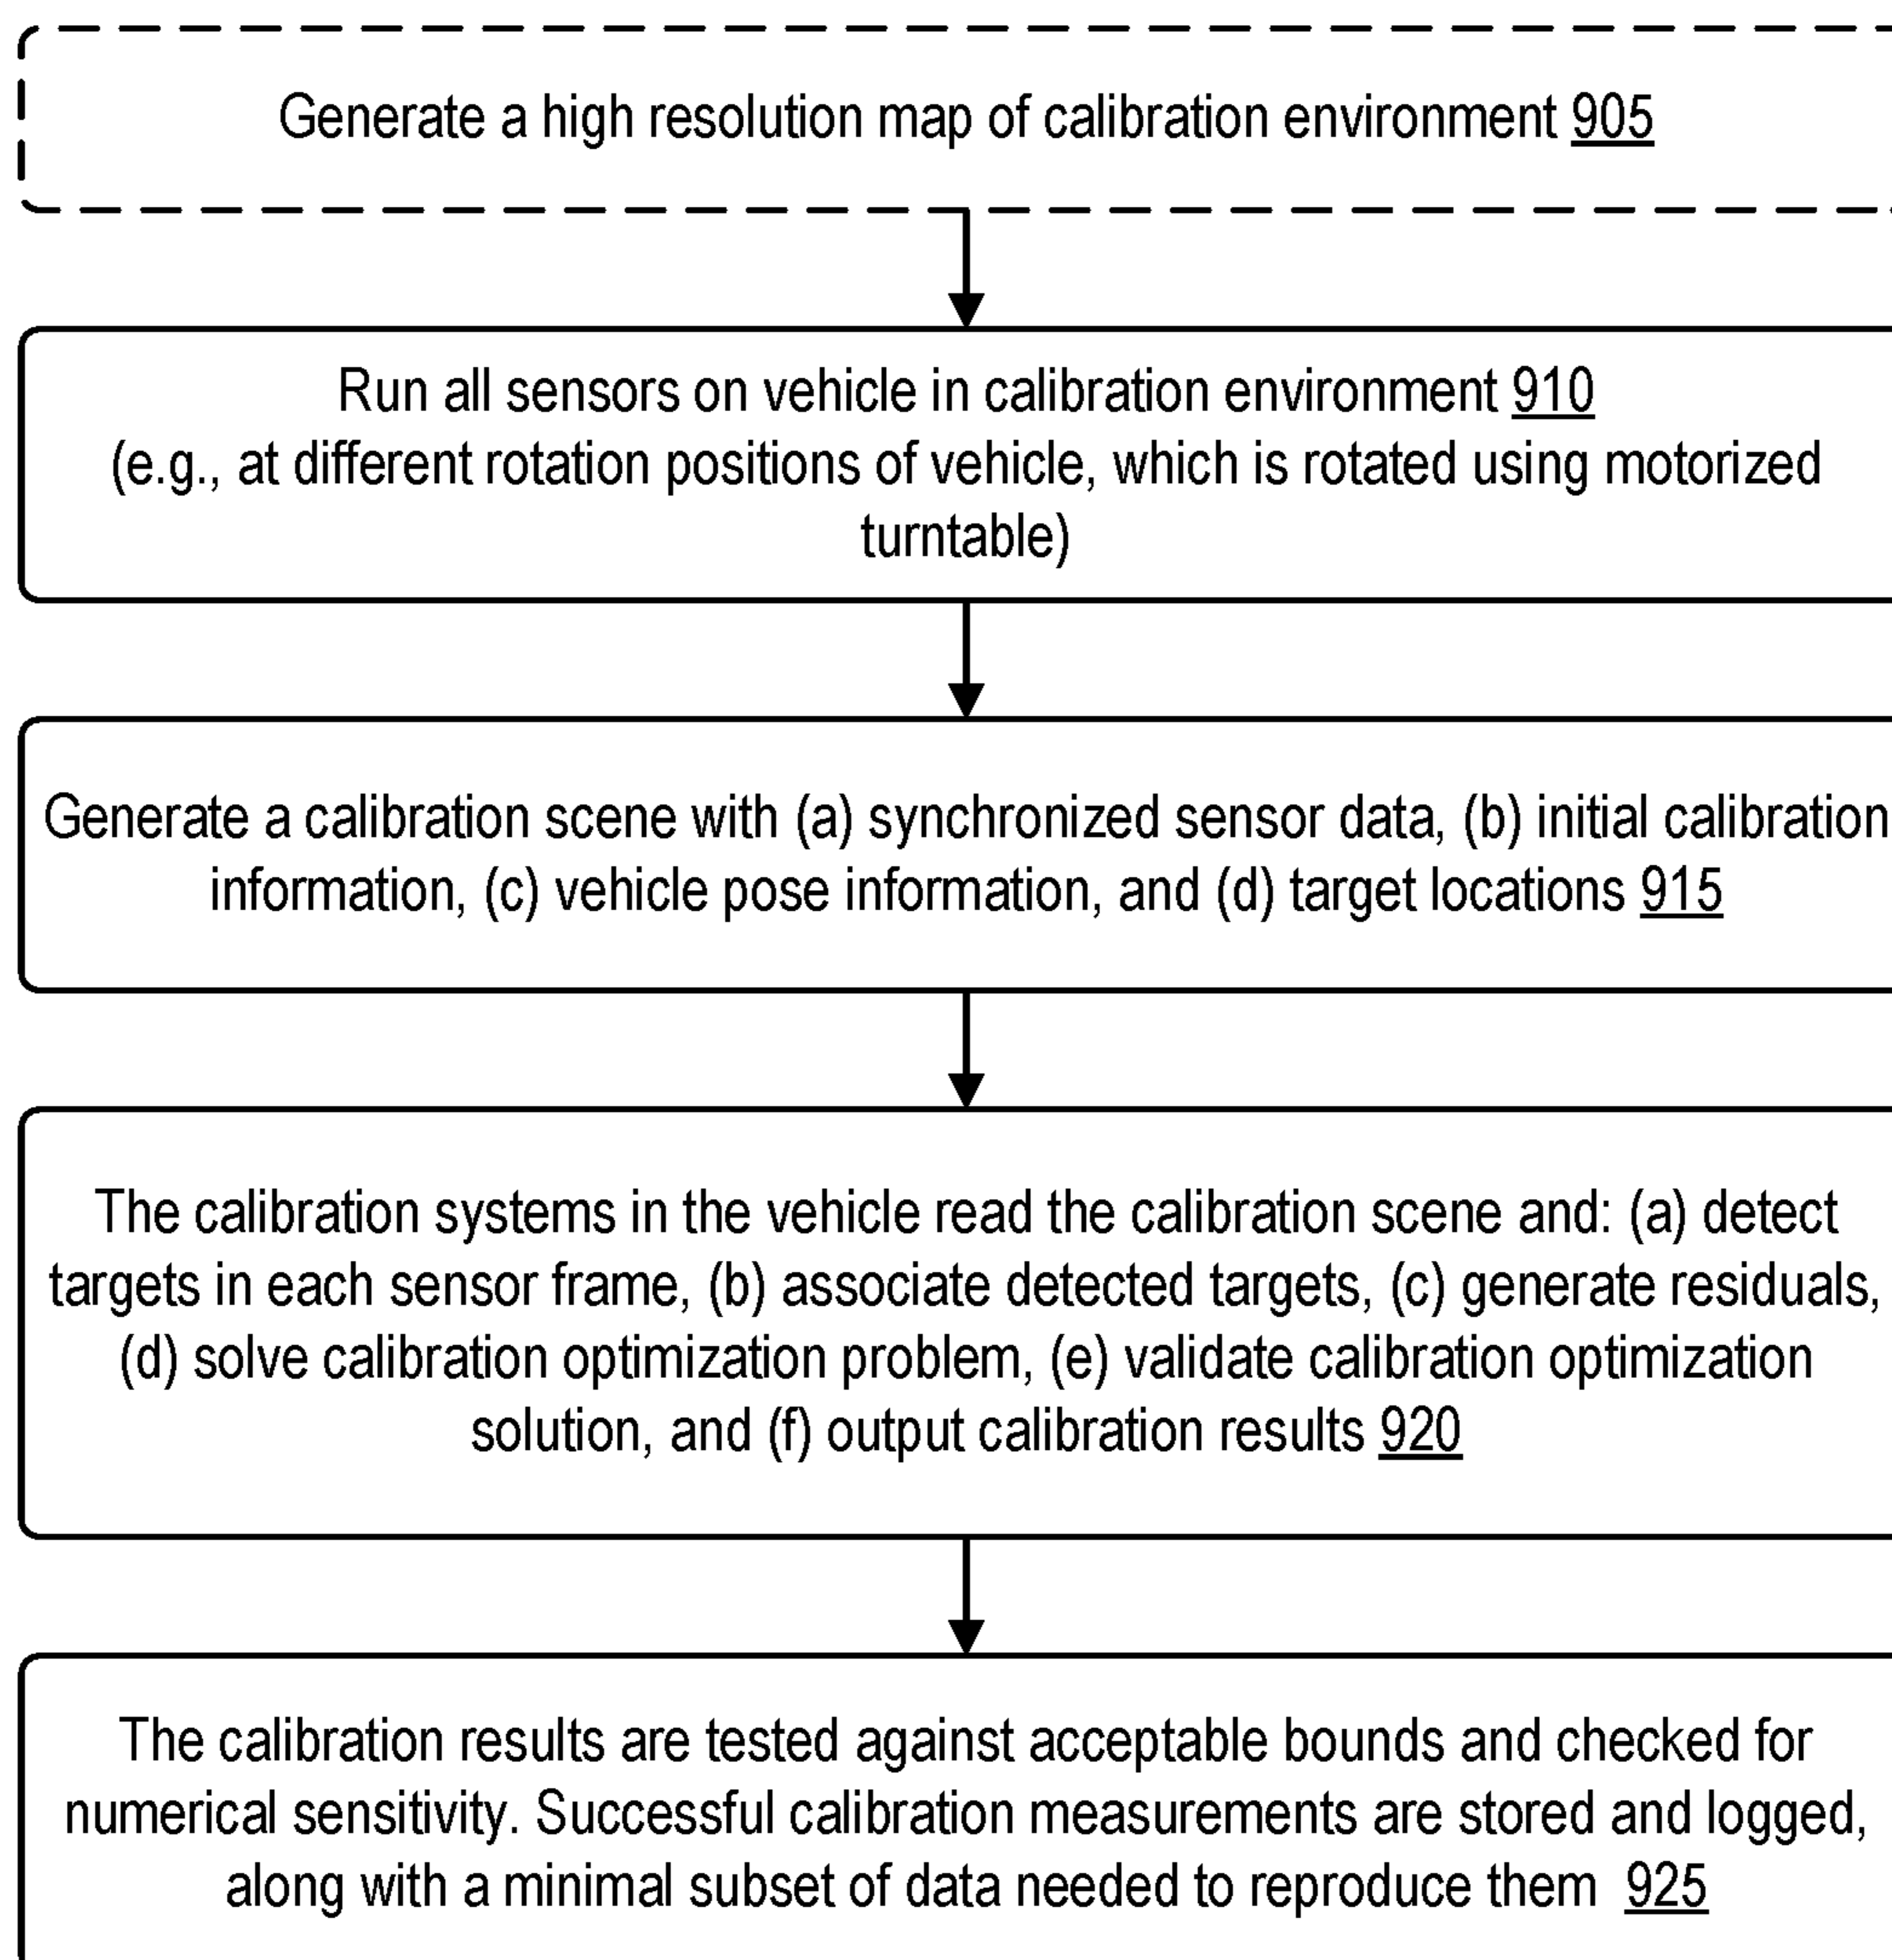 Generate a high resolution map of calibration environment 905
Run all sensors on vehicle in calibration environment 910
(e.g., at different rotation positions of vehicle, which is rotated using motorized
turntable)
Generate a calibration scene with (a) synchronized sensor data, (b) initial calibration
information, (c) vehicle pose information, and (d) target locations 915
The calibration systems in the vehicle read the calibration scene and: (a) detect
targets in each sensor frame, (b) associate detected targets, (c) generate residuals,
(d) solve calibration optimization problem, (e) validate calibration optimization
solution, and (f) output calibration results 920
The calibration results are tested against acceptable bounds and checked for
numerical sensitivity. Successful calibration measurements are stored and logged,
along with a minimal subset of data needed to reproduce them 925